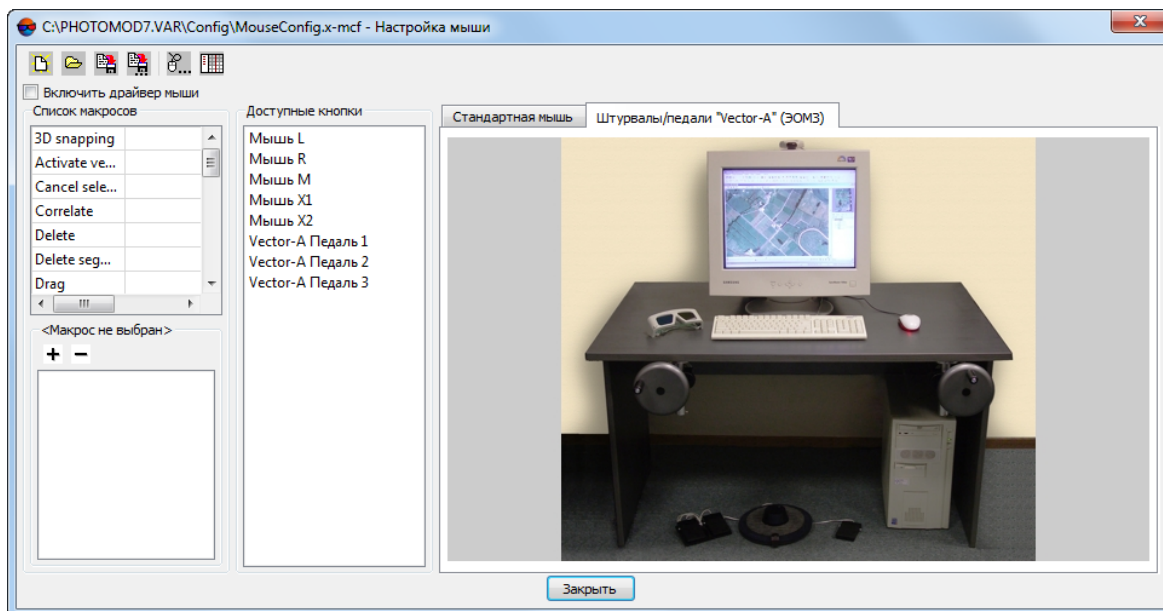 C:\PHOTOMOD7.VAR\Config\MouseConfig.x-mcf - Настройка мыши
Включить драйвер мыши
Список макросов
3D snapping
Activate ve...
Cancel sele...
Correlate
Delete
Delete seg...
Drag
<Макрос не выбран>
Доступные кнопки
Мышь L
Мышь R
Мышь M
Мышь X1
Мышь X2
Vector-A Педаль 1
Vector-A Педаль 2
Vector-A Педаль 3
Стандартная мышь
Штурвалы/педали "Vector-A" (ЭОМЗ)
Закрыть